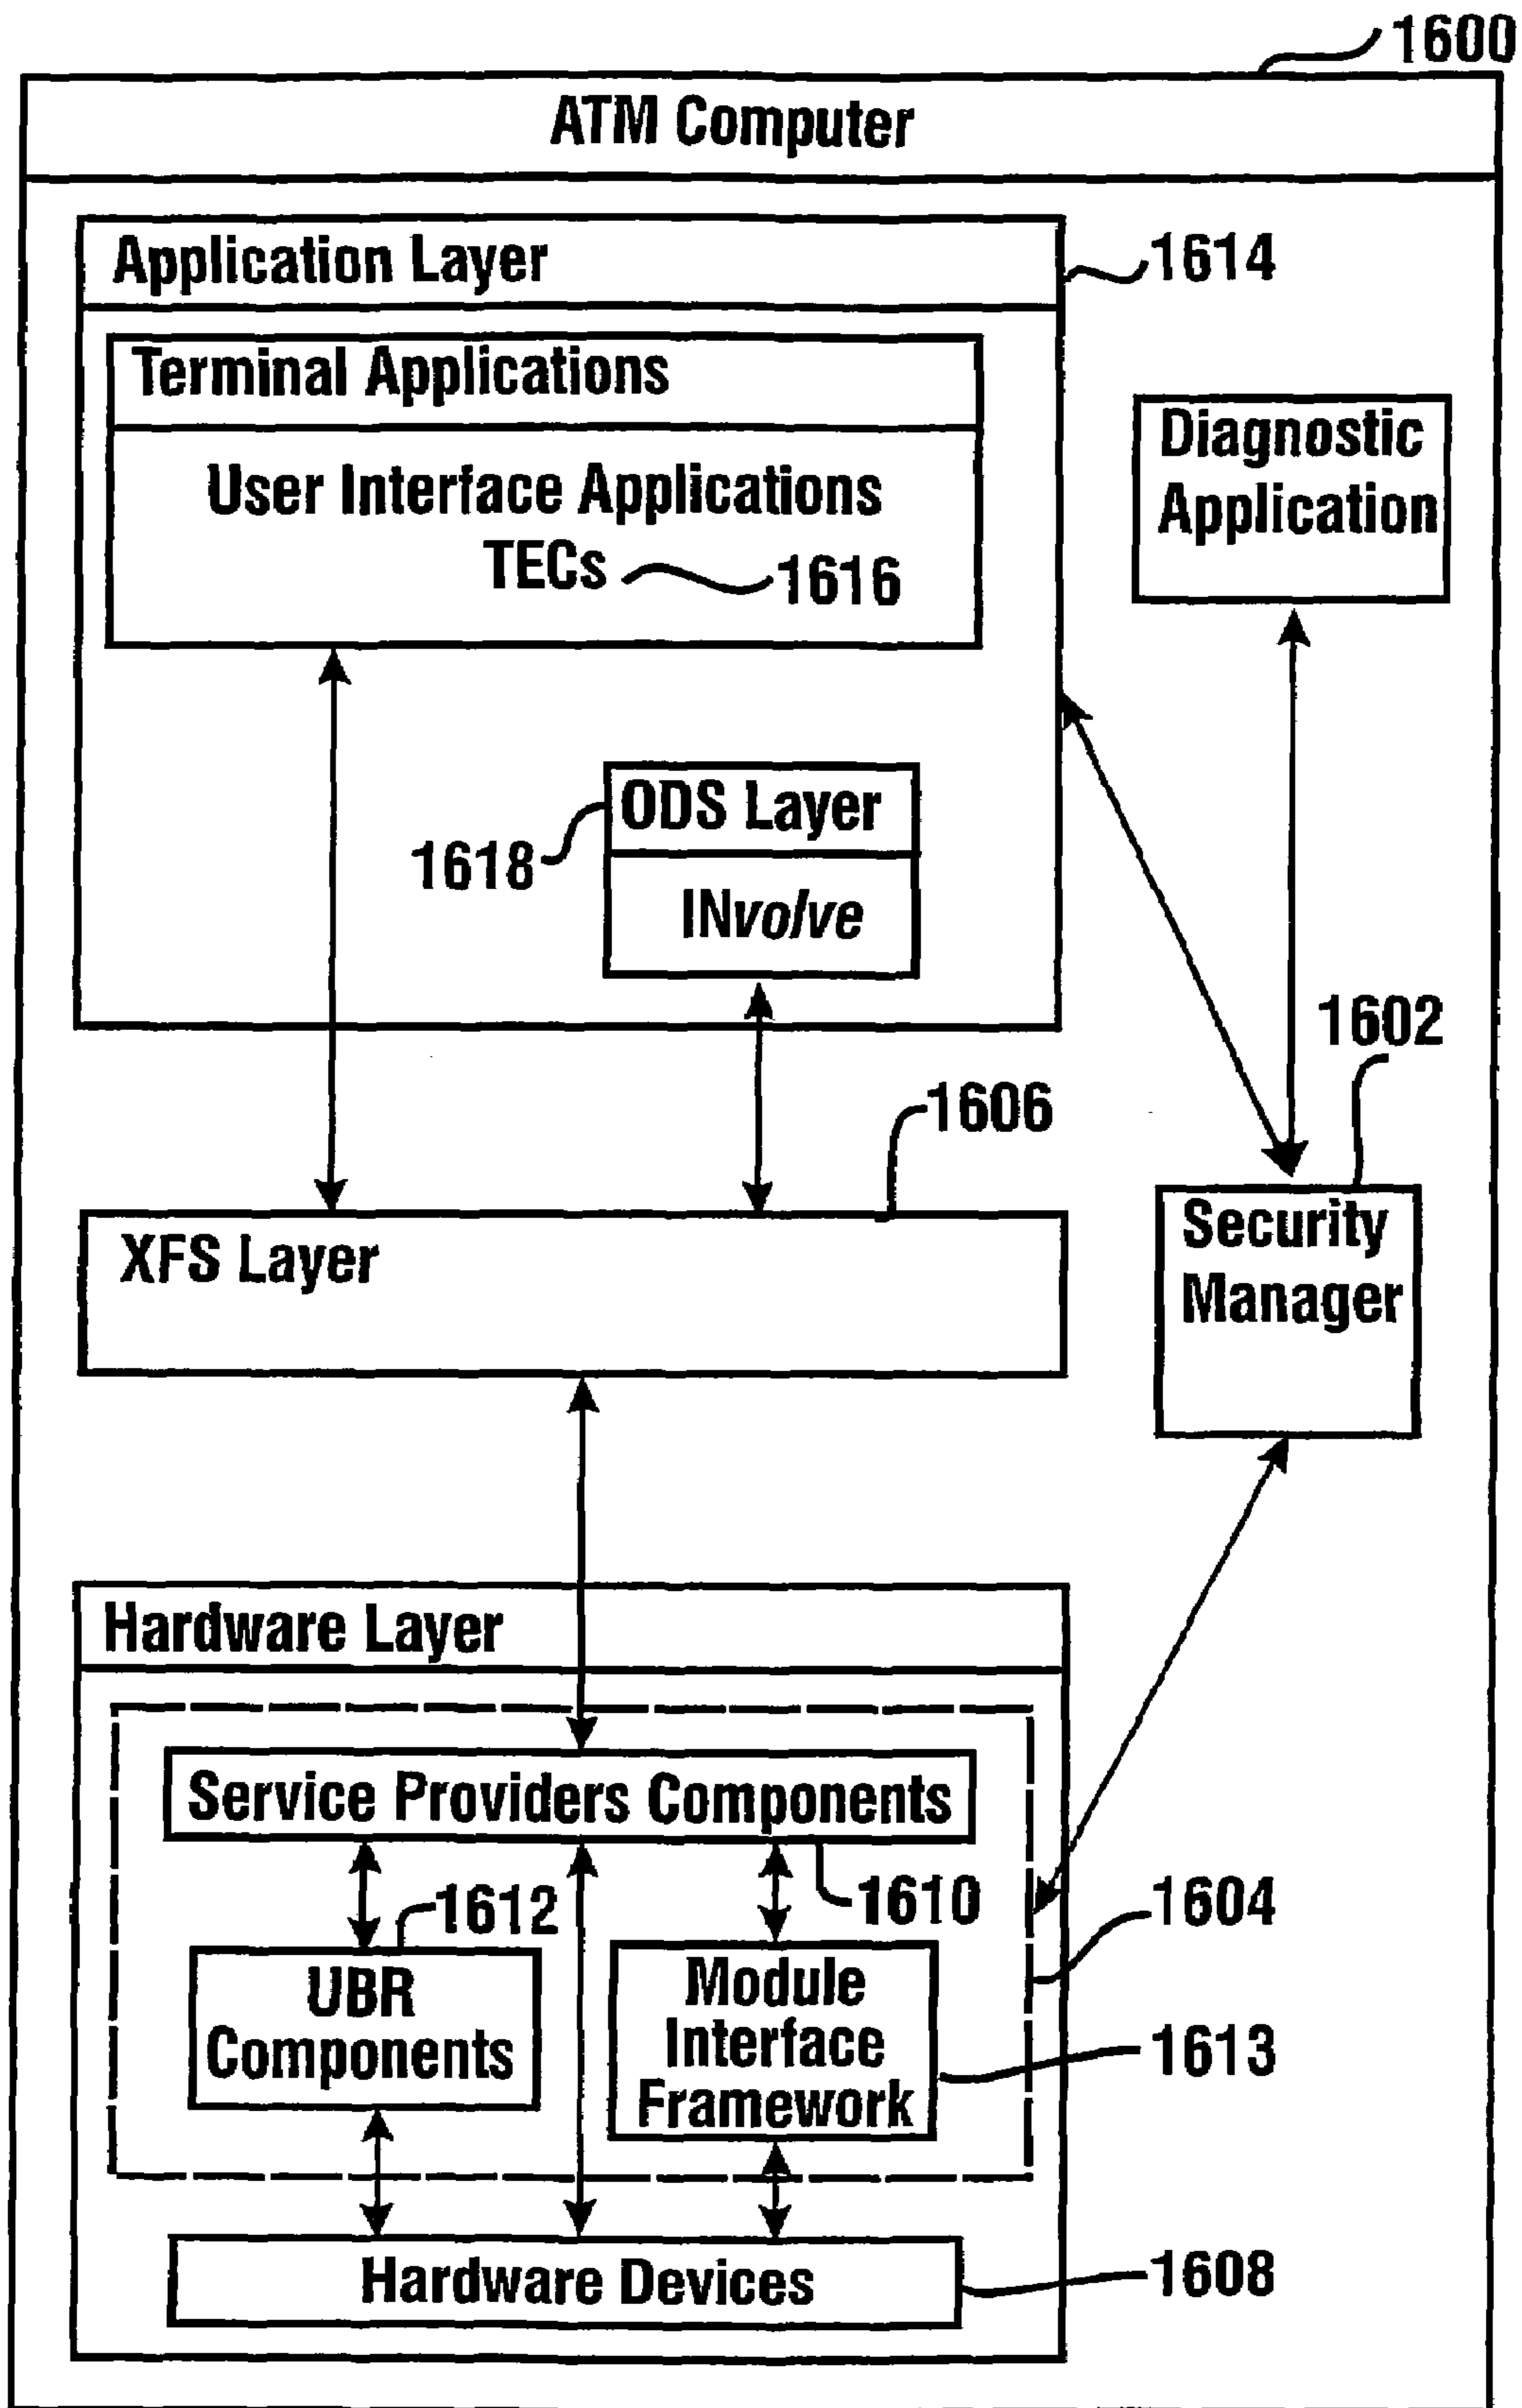 1600
ATM Computer
Application Layer
1614
Terminal Applications
User Interface Applications
TECs
1616
Diagnostic
Application
ODS Layer
1618
INvolve
1602
1606
XFS Layer
Security
Manager
Hardware Layer
Service Providers Components
1610
1604
1612
UBR
Components
Module
Interface
Framework
1613
Hardware Devices
1608